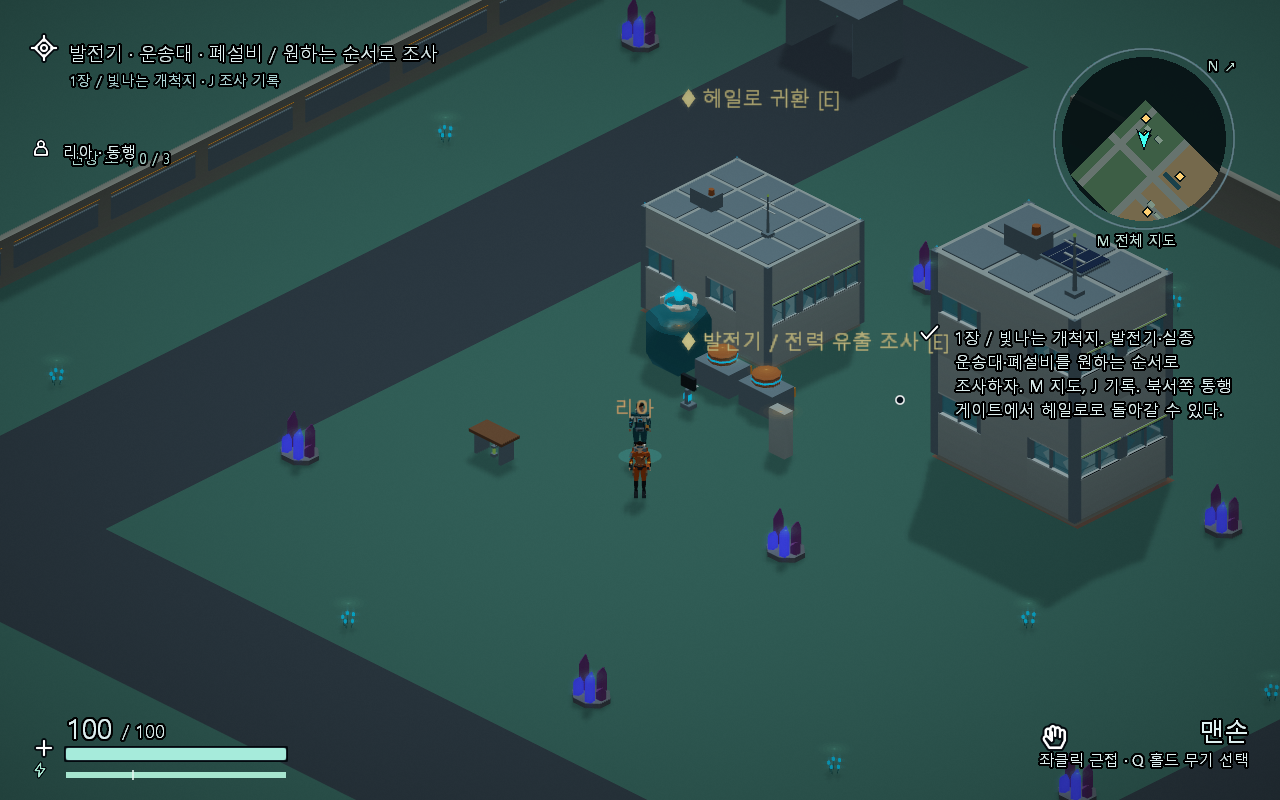 발전기 · 운송대 · 폐설비 / 원하는 순서로 조사
1장 / 빛나는 개척지 · J 조사 기록
리아 · 동행
0 / 3
N ↗
헤일로 귀환 [E]
M 전체 지도
발전기 / 전력 유출 조사 [E]
1장 / 빛나는 개척지. 발전기·실종
운송대·폐설비를 원하는 순서로
조사하자. M 지도, J 기록. 북서쪽 통행
게이트에서 헤일로로 돌아갈 수 있다.
리아
100 / 100
맨손
좌클릭 근접 · Q 홀드 무기 선택